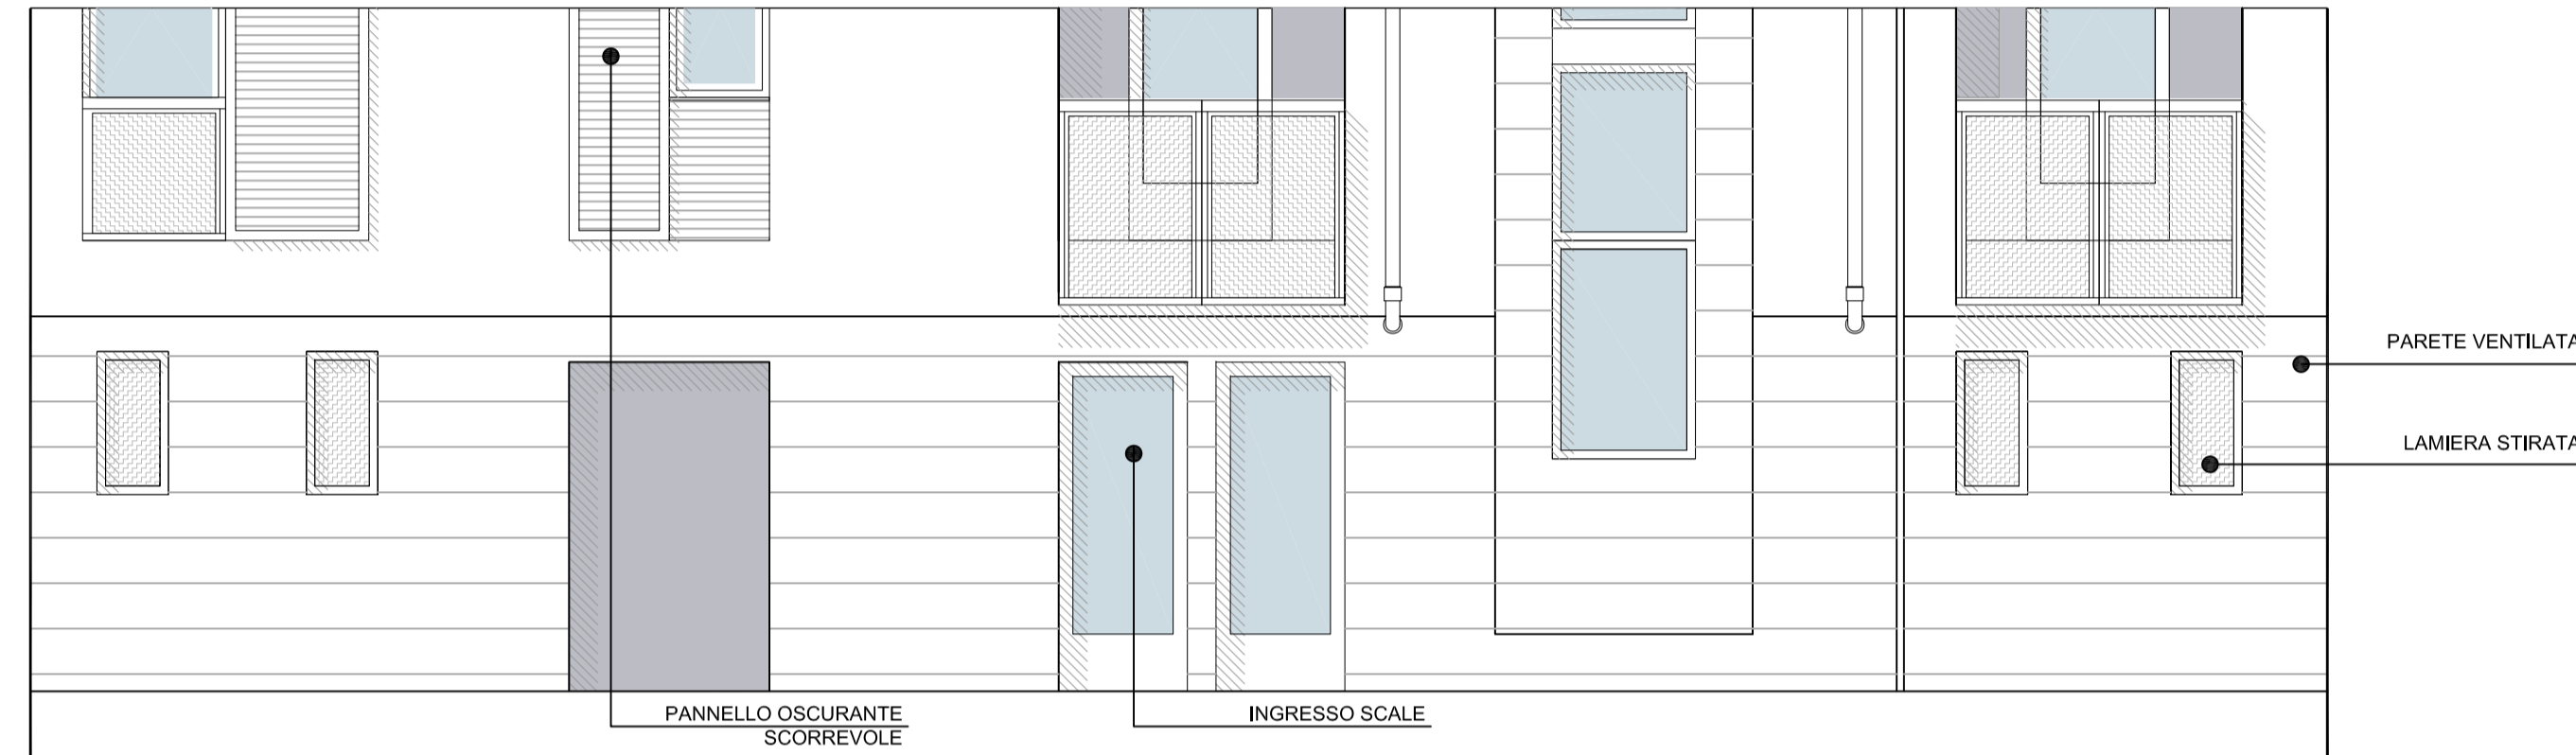 PARETE VENTILATA
LAMIERA STIRATA
PANNELLO OSCURANTE
SCORREVOLE
INGRESSO SCALE